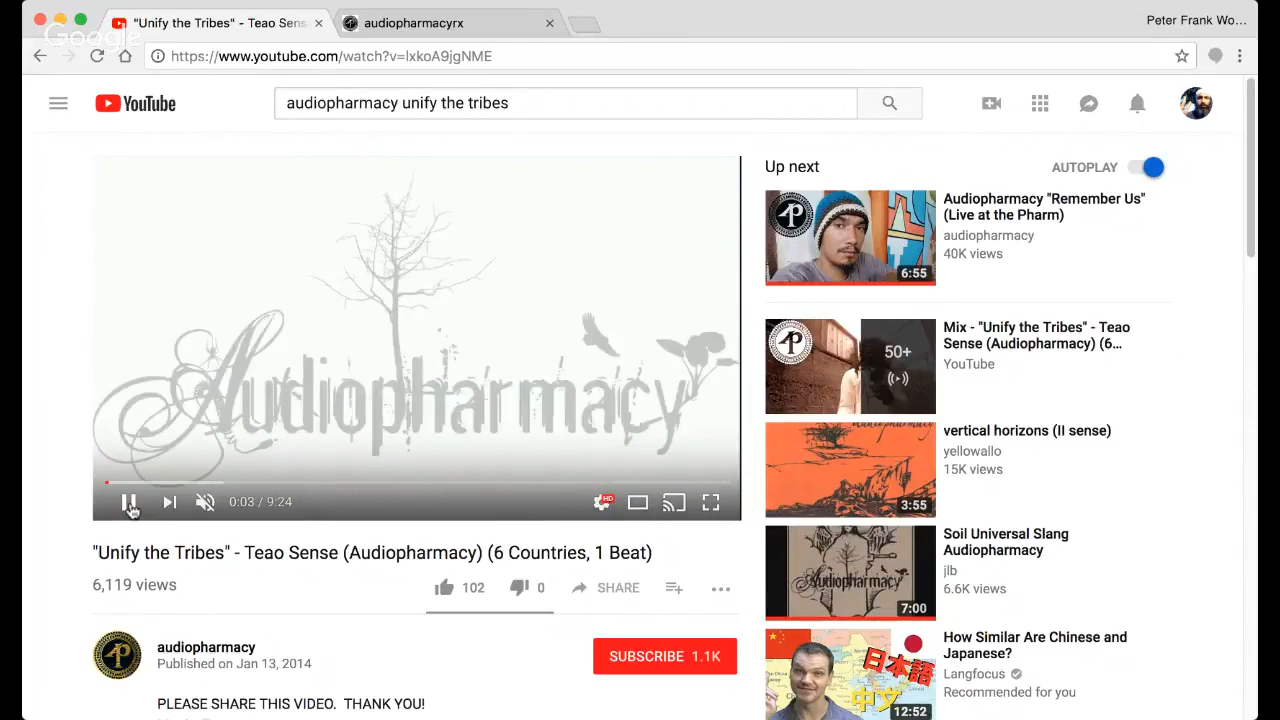 "Unify the Tribes" - Teao Sens
audiopharmacyrx
Peter Frank Wo...
Google
https://www.youtube.com/watch?v=lxkoA9jgNME
YouTube
audiopharmacy unify the tribes
Audiopharmacy
0:03 / 9:24
HD
"Unify the Tribes" - Teao Sense (Audiopharmacy) (6 Countries, 1 Beat)
6,119 views
102
0
SHARE
audiopharmacy
Published on Jan 13, 2014
SUBSCRIBE 1.1K
PLEASE SHARE THIS VIDEO. THANK YOU!
Up next
AUTOPLAY
6:55
Audiopharmacy "Remember Us"
(Live at the Pharm)
audiopharmacy
40K views
50+
Mix - "Unify the Tribes" - Teao
Sense (Audiopharmacy) (6...
YouTube
3:55
vertical horizons (II sense)
yellowallo
15K views
Audiopharmacy
7:00
Soil Universal Slang
Audiopharmacy
jlb
6.6K views
日本語
中文
12:52
How Similar Are Chinese and
Japanese?
Langfocus
Recommended for you